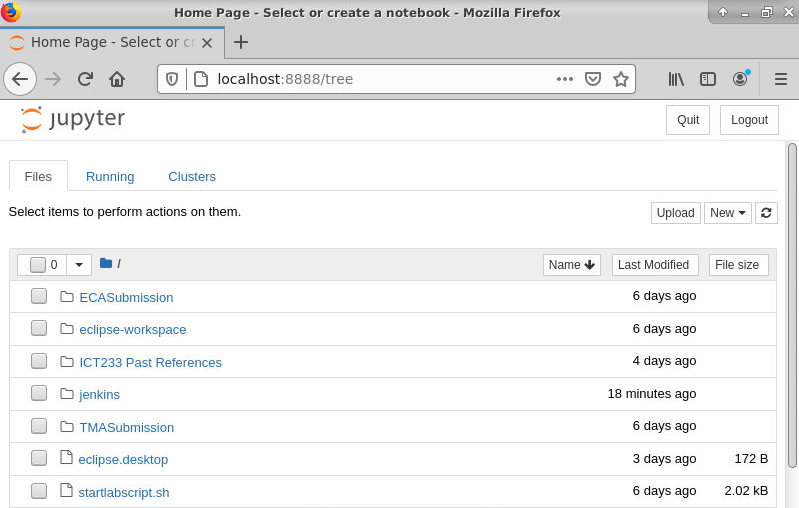 Home Page - Select or create a notebook - Mozilla Firefox
Home Page - Select or c
localhost:8888/tree
jupyter
Quit Logout
Files Running Clusters
Select items to perform actions on them.
Upload New
0 / Name Last Modified File size
ECASubmission 6 days ago
eclipse-workspace 6 days ago
ICT233 Past References 4 days ago
jenkins 18 minutes ago
TMASubmission 6 days ago
eclipse.desktop 3 days ago 172 B
startlabscript.sh 6 days ago 2.02 kB